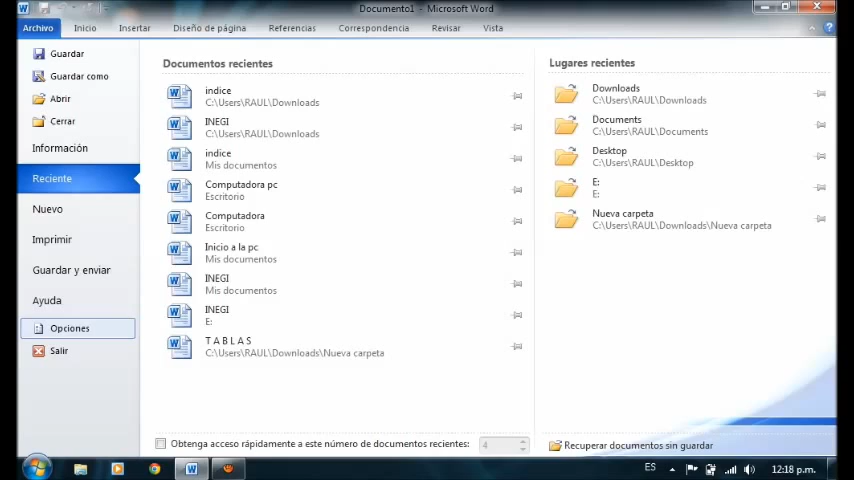 Documento1 - Microsoft Word
Archivo
Inicio
Insertar
Diseño de página
Referencias
Correspondencia
Revisar
Vista
Guardar
Guardar como
Abrir
Cerrar
Información
Reciente
Nuevo
Imprimir
Guardar y enviar
Ayuda
Opciones
Salir
Documentos recientes
indice
C:\Users\RAUL\Downloads
INEGI
C:\Users\RAUL\Downloads
indice
Mis documentos
Computadora pc
Escritorio
Computadora
Escritorio
Inicio a la pc
Mis documentos
INEGI
Mis documentos
INEGI
E:
T A B L A S
C:\Users\RAUL\Downloads\Nueva carpeta
Obtenga acceso rápidamente a este número de documentos recientes:
4
Lugares recientes
Downloads
C:\Users\RAUL\Downloads
Documents
C:\Users\RAUL\Documents
Desktop
C:\Users\RAUL\Desktop
E:
E:
Nueva carpeta
C:\Users\RAUL\Downloads\Nueva carpeta
Recuperar documentos sin guardar
ES
12:18 p.m.